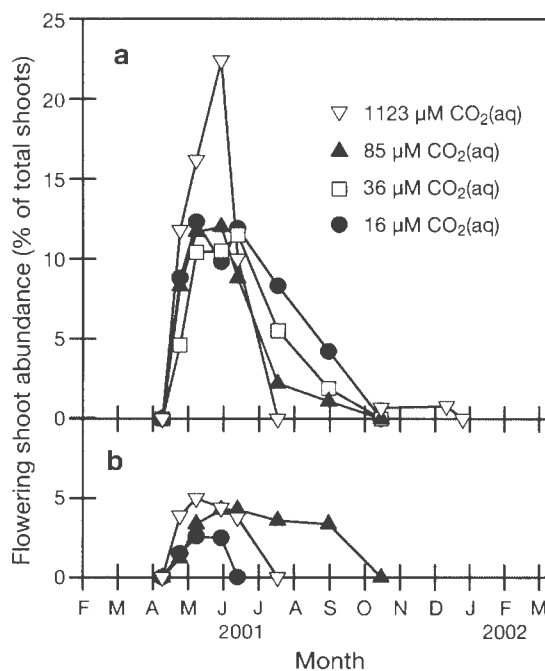 Flowering shoot abundance (% of total shoots)
25
20
15
10
5
0
a
1123 µM CO₂(aq)
85 µM CO₂(aq)
36 µM CO₂(aq)
16 µM CO₂(aq)
b
5
0
F M A M J J A S O N D J F M
2001 2002
Month